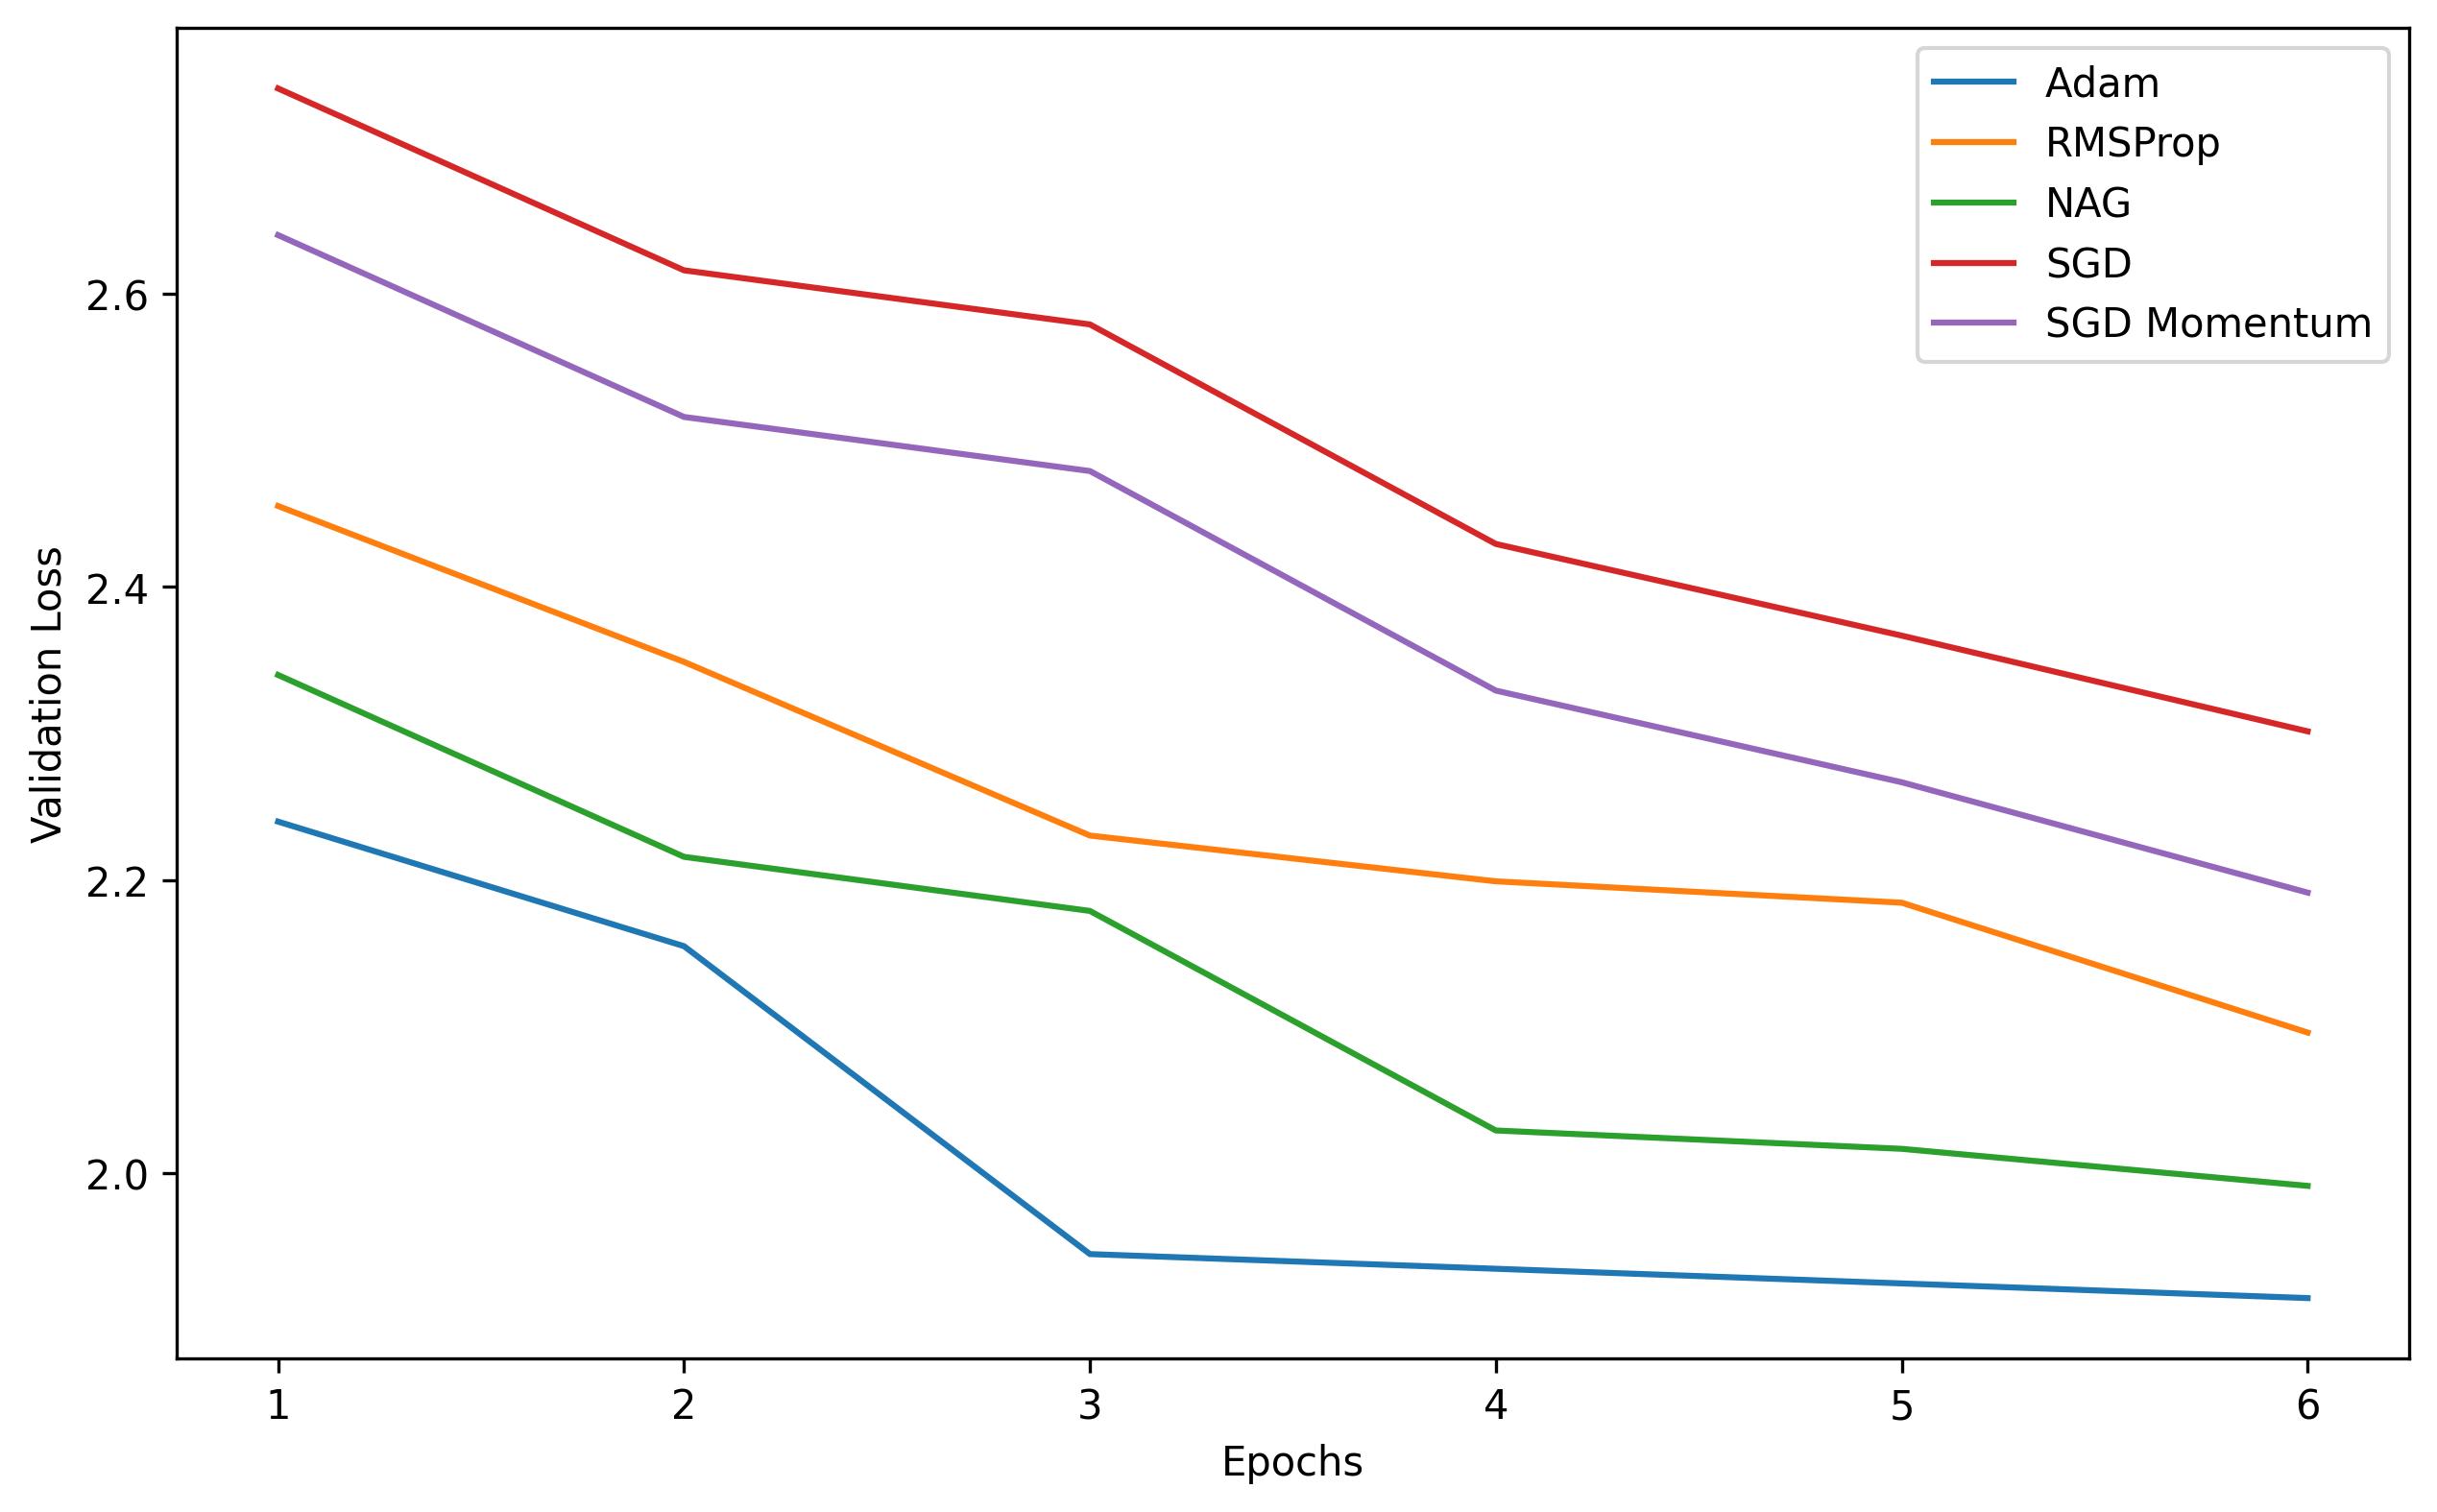 Adam
RMSProp
NAG
SGD
SGD Momentum
Validation Loss
2.6
2.4
2.2
2.0
1 2 3 4 5 6
Epochs